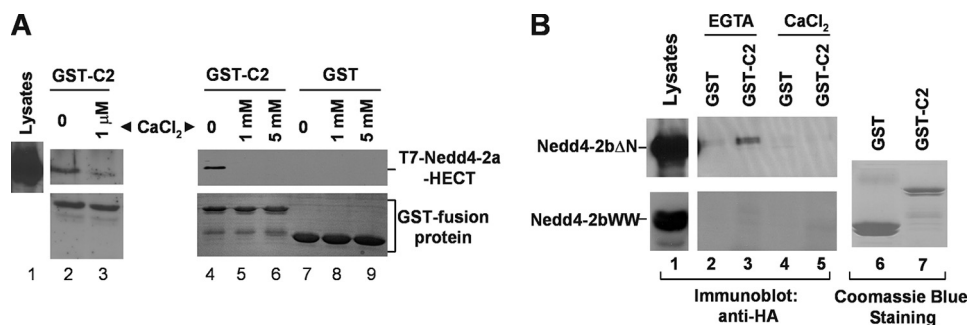 A
B
GST-C2
GST-C2
GST
Lysates
0
1 μM
CaCl2
0
1 mM
5 mM
0
1 mM
5 mM
T7-Nedd4-2a
-HECT
GST-fusion
protein
1 2 3 4 5 6 7 8 9
EGTA
CaCl2
Lysates
GST
GST-C2
GST
GST-C2
GST
GST-C2
Nedd4-2bΔN
Nedd4-2bWW
1 2 3 4 5 6 7
Immunoblot:
anti-HA
Coomassie Blue
Staining